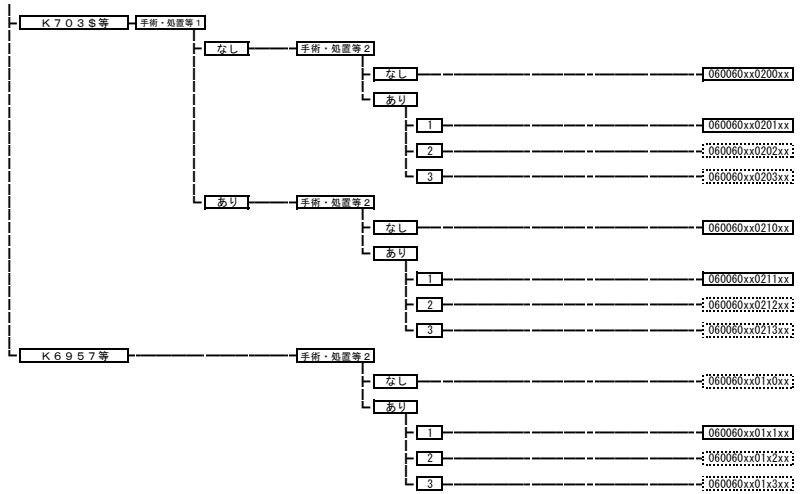 K703$等 手術・処置等1
なし 手術・処置等2
なし 060060xx0200xx
あり
1 060060xx0201xx
2 060060xx0202xx
3 060060xx0203xx
あり 手術・処置等2
なし 060060xx0210xx
あり
1 060060xx0211xx
2 060060xx0212xx
3 060060xx0213xx
K6957等 手術・処置等2
なし 060060xx01x0xx
あり
1 060060xx01x1xx
2 060060xx01x2xx
3 060060xx01x3xx